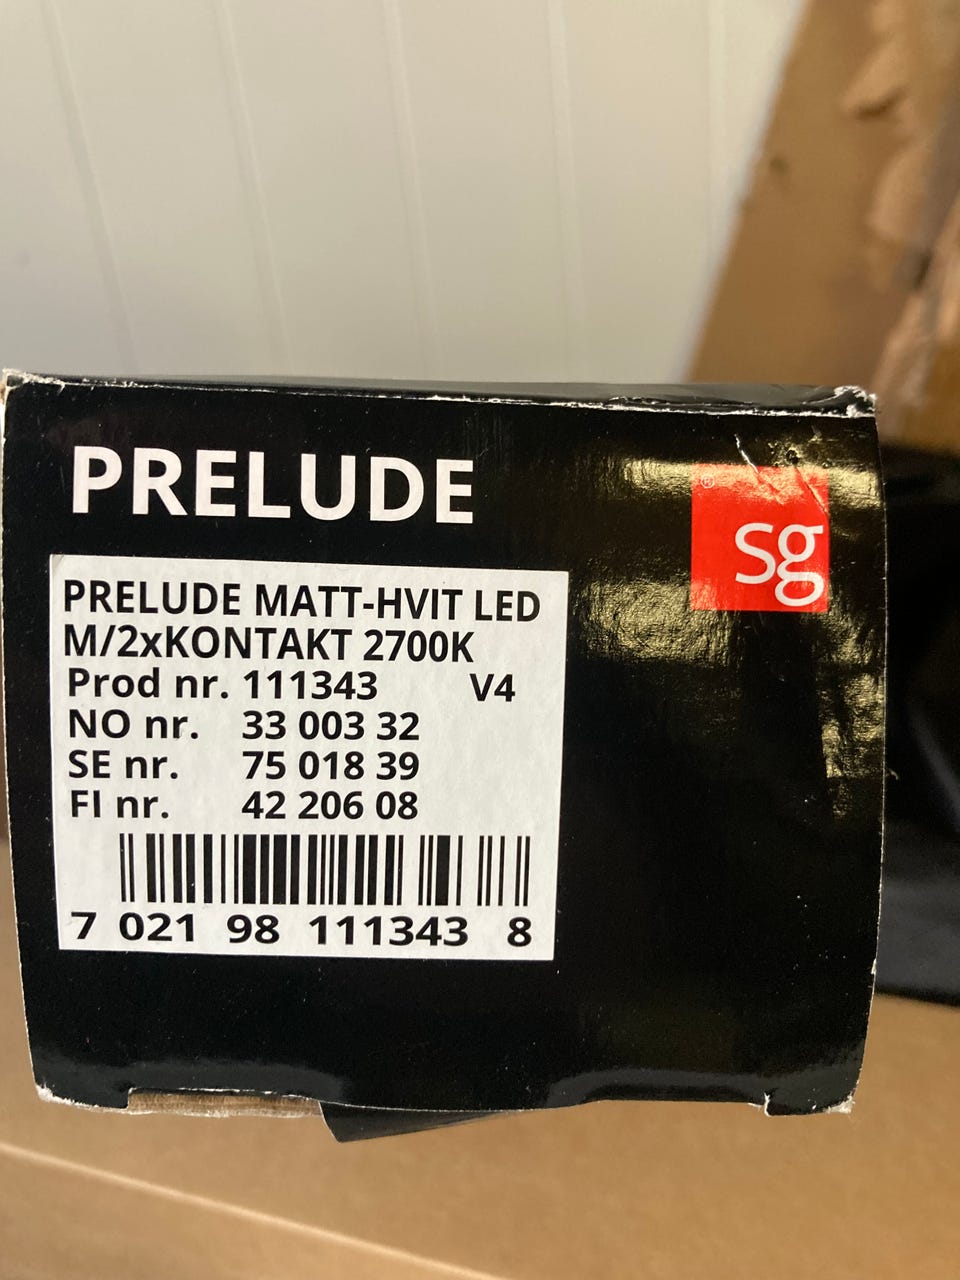 PRELUDE
®
sg
PRELUDE MATT-HVIT LED
M/2xKONTAKT 2700K
Prod nr. 111343 V4
NO nr. 33 003 32
SE nr. 75 018 39
FI nr. 42 206 08
7 021 98 111343 8